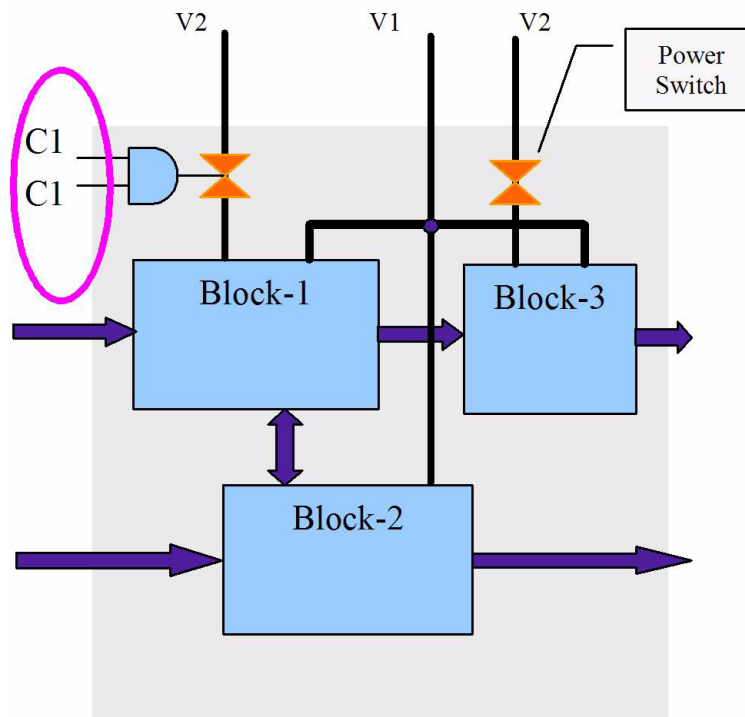 V2
V1
V2
Power
Switch
C1
C1
Block-1
Block-3
Block-2